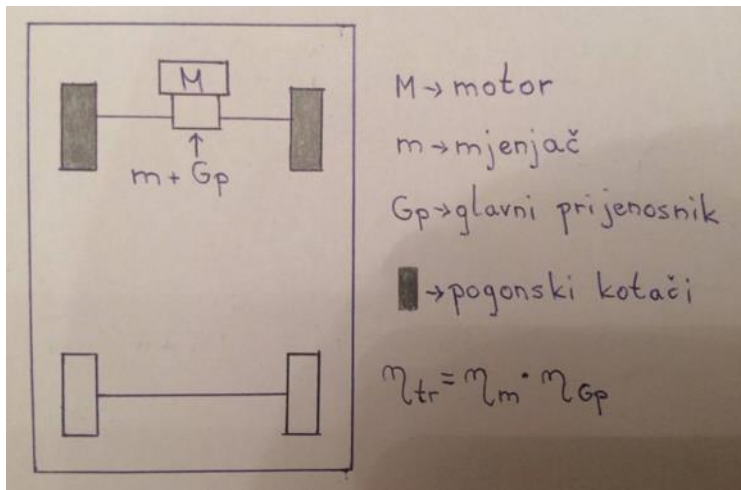 M
m + Gp
M → motor
m → mjenjač
Gp → glavni prijenosnik
→ pogonski kotači
ηtr = ηm · ηGp